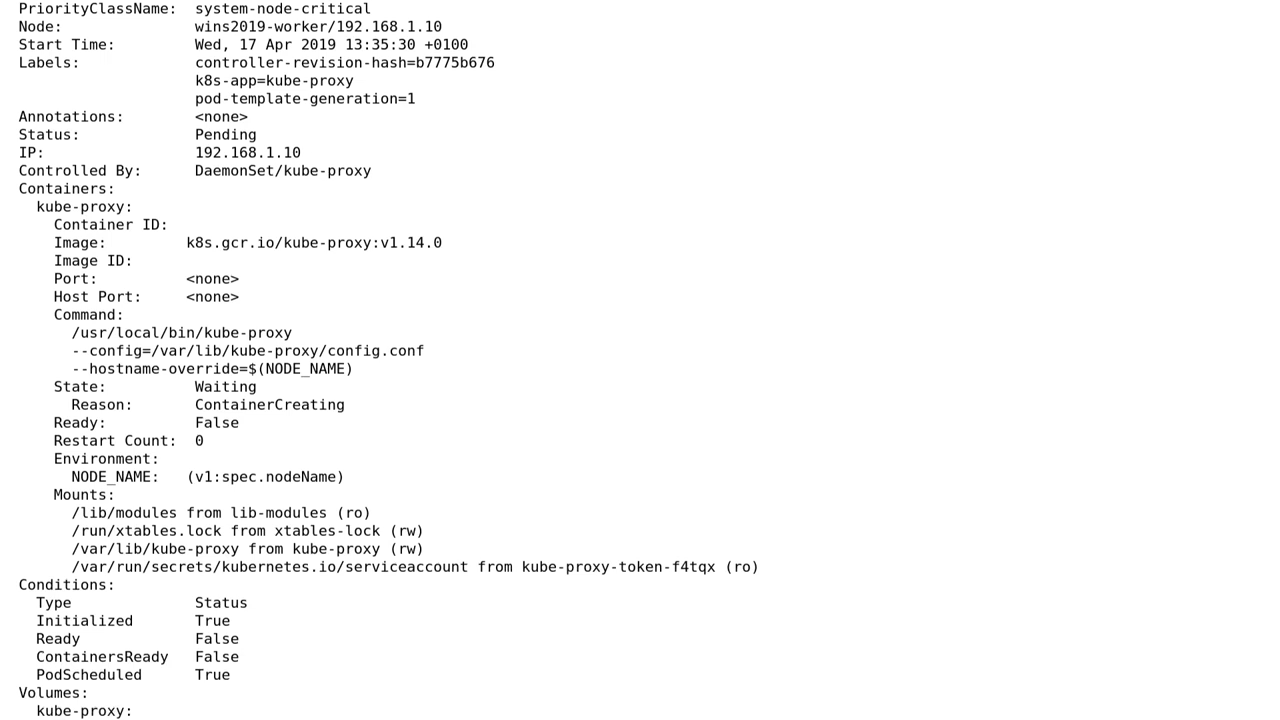 PriorityClassName:  system-node-critical
Node:               wins2019-worker/192.168.1.10
Start Time:         Wed, 17 Apr 2019 13:35:30 +0100
Labels:             controller-revision-hash=b7775b676
                    k8s-app=kube-proxy
                    pod-template-generation=1
Annotations:        <none>
Status:             Pending
IP:                 192.168.1.10
Controlled By:      DaemonSet/kube-proxy
Containers:
  kube-proxy:
    Container ID:
    Image:         k8s.gcr.io/kube-proxy:v1.14.0
    Image ID:
    Port:          <none>
    Host Port:     <none>
    Command:
      /usr/local/bin/kube-proxy
      --config=/var/lib/kube-proxy/config.conf
      --hostname-override=$(NODE_NAME)
    State:          Waiting
      Reason:       ContainerCreating
    Ready:          False
    Restart Count:  0
    Environment:
      NODE_NAME:   (v1:spec.nodeName)
    Mounts:
      /lib/modules from lib-modules (ro)
      /run/xtables.lock from xtables-lock (rw)
      /var/lib/kube-proxy from kube-proxy (rw)
      /var/run/secrets/kubernetes.io/serviceaccount from kube-proxy-token-f4tqx (ro)
Conditions:
  Type              Status
  Initialized       True
  Ready             False
  ContainersReady   False
  PodScheduled      True
Volumes:
  kube-proxy: